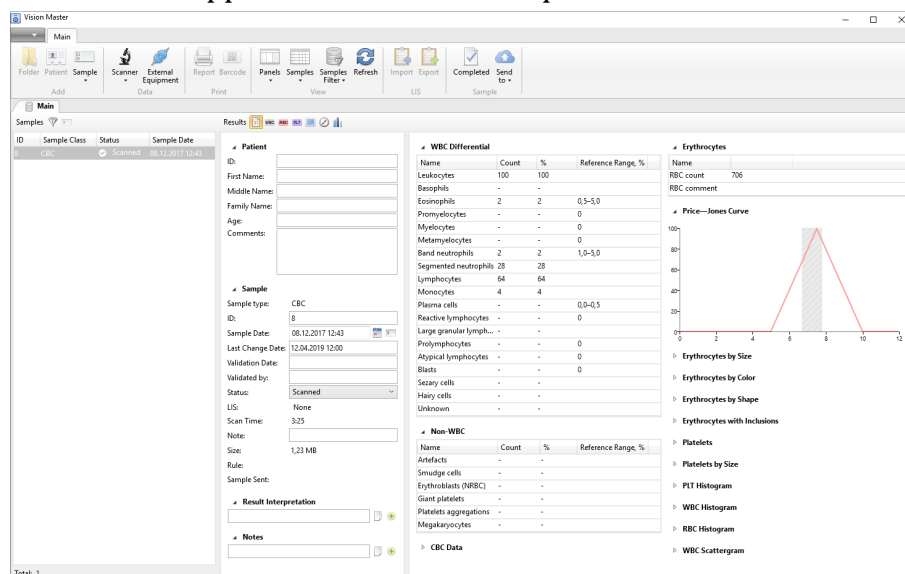 Vision Master
Main
Folder Patient Sample Scanner External Equipment Report Barcode Panels Samples Samples Filter Refresh Import Export Completed Send to
Add Data Print View LIS Sample
Main
Samples
ID Sample Class Status Sample Date
8 CBC Scanned 08.12.2017 12:43
Total: 1
Results WBC RBC PLT
Patient
ID:
First Name:
Middle Name:
Family Name:
Age:
Comments:
Sample
Sample type: CBC
ID: 8
Sample Date: 08.12.2017 12:43
Last Change Date: 12.04.2019 12:00
Validation Date:
Validated by:
Status: Scanned
LIS: None
Scan Time: 3:25
Note:
Size: 1,23 MB
Rule:
Sample Sent:
Result Interpretation
Notes
WBC Differential
Name Count % Reference Range, %
Leukocytes 100 100
Basophils - -
Eosinophils 2 2 0,5–5,0
Promyelocytes - - 0
Myelocytes - - 0
Metamyelocytes - - 0
Band neutrophils 2 2 1,0–5,0
Segmented neutrophils 28 28
Lymphocytes 64 64
Monocytes 4 4
Plasma cells - - 0,0–0,5
Reactive lymphocytes - - 0
Large granular lymph... - -
Prolymphocytes - - 0
Atypical lymphocytes - - 0
Blasts - - 0
Sezary cells - -
Hairy cells - -
Unknown - -
Non-WBC
Name Count % Reference Range, %
Artefacts - -
Smudge cells - -
Erythroblasts (NRBC) - -
Giant platelets - -
Platelets aggregations - -
Megakaryocytes - -
CBC Data
Erythrocytes
Name
RBC count 706
RBC comment
Price—Jones Curve
100
80
60
40
20
0
0 2 4 6 8 10 12
Erythrocytes by Size
Erythrocytes by Color
Erythrocytes by Shape
Erythrocytes with Inclusions
Platelets
Platelets by Size
PLT Histogram
WBC Histogram
RBC Histogram
WBC Scattergram